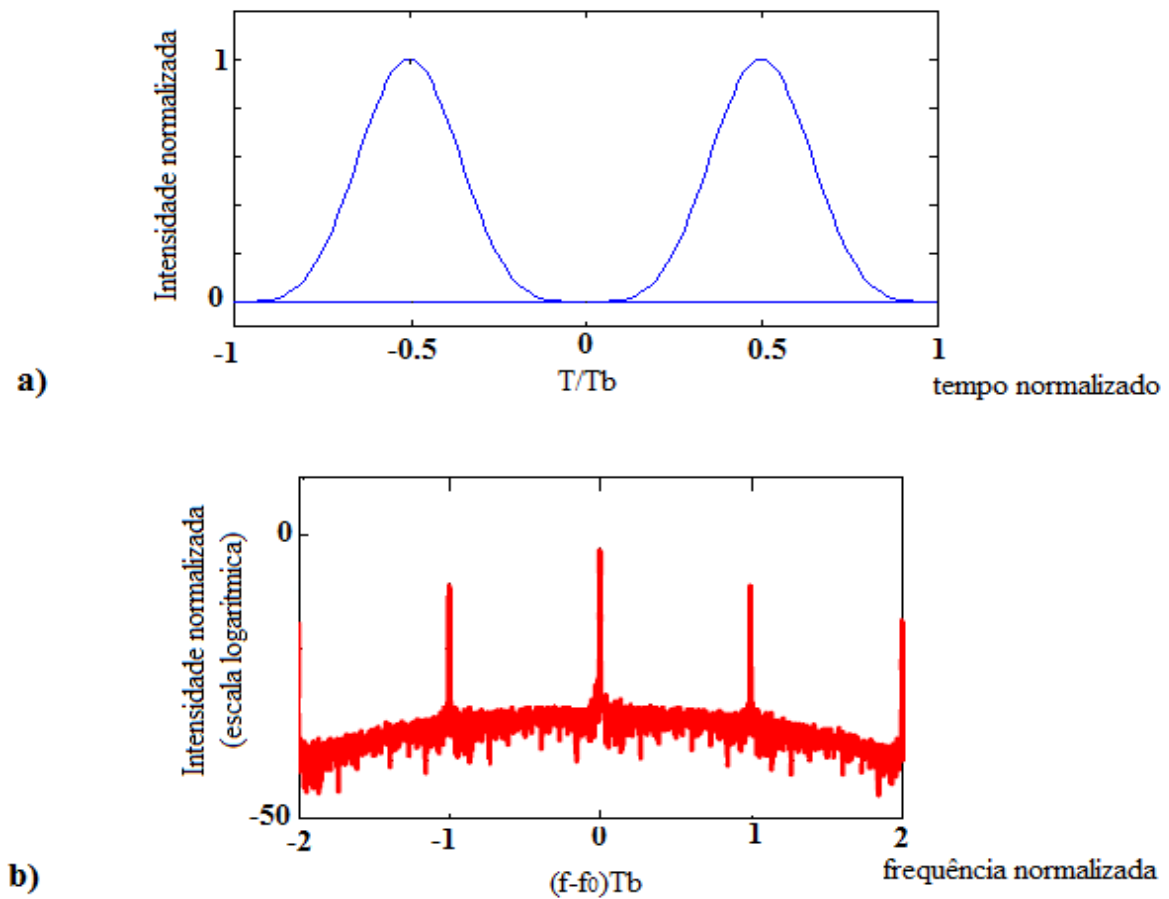 Intensidade normalizada
1
0
-1
-0.5
0
0.5
1
T/Tb
tempo normalizado
a)
Intensidade normalizada
(escala logarítmica)
0
-50
-2
-1
0
1
2
(f-f0)Tb
frequência normalizada
b)